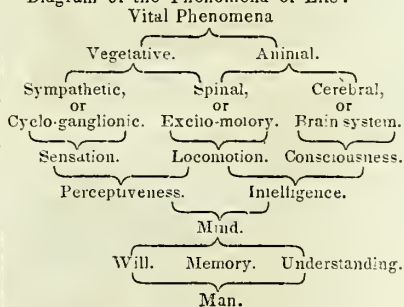 Diagram of the Phenomena of Life.
Vital Phenomena
Vegetative. Animal.
Sympathetic, Spinal, Cerebral,
or or or
Cyclo-ganglionic. Excito-motory. Brain system.
Sensation. Locomotion. Consciousness.
Perceptiveness. Intelligence.
Mind.
Will. Memory. Understanding.
Man.